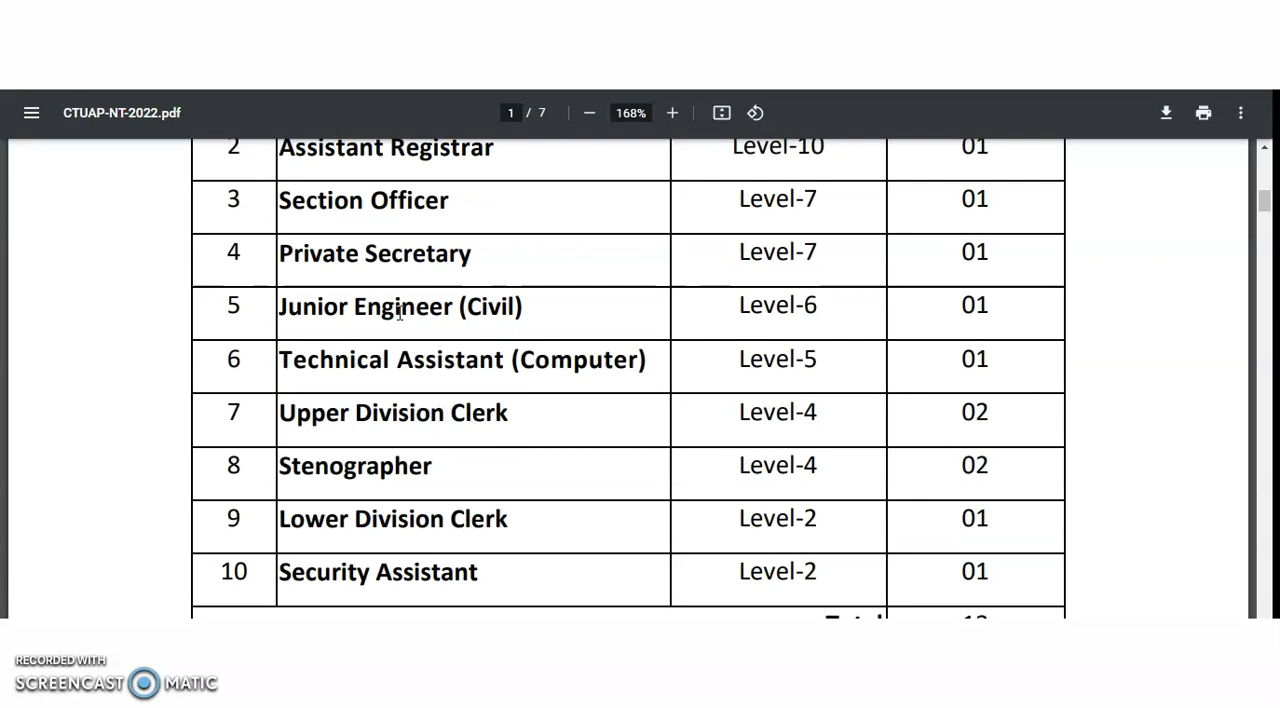 CTUAP-NT-2022.pdf 1 / 7 168%
2 Assistant Registrar Level-10 01
3 Section Officer Level-7 01
4 Private Secretary Level-7 01
5 Junior Engineer (Civil) Level-6 01
6 Technical Assistant (Computer) Level-5 01
7 Upper Division Clerk Level-4 02
8 Stenographer Level-4 02
9 Lower Division Clerk Level-2 01
10 Security Assistant Level-2 01
Total
RECORDED WITH
SCREENCAST MATIC